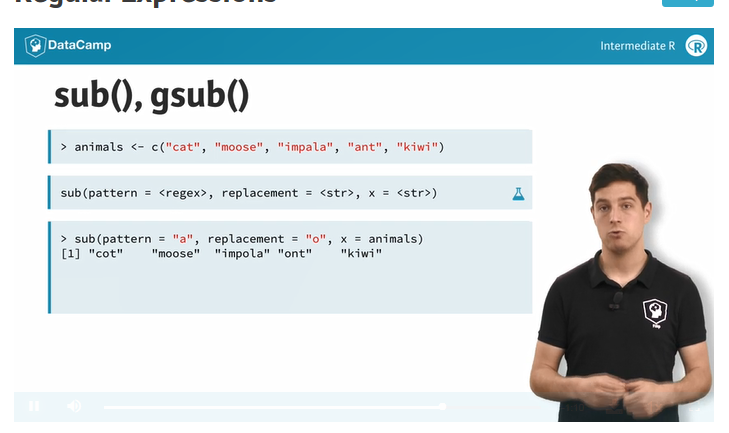 Regular Expressions
DataCamp
Intermediate R
R
sub(), gsub()
> animals <- c("cat", "moose", "impala", "ant", "kiwi")
sub(pattern = <regex>, replacement = <str>, x = <str>)
> sub(pattern = "a", replacement = "o", x = animals)
[1] "cot"    "moose"  "impola" "ont"    "kiwi"